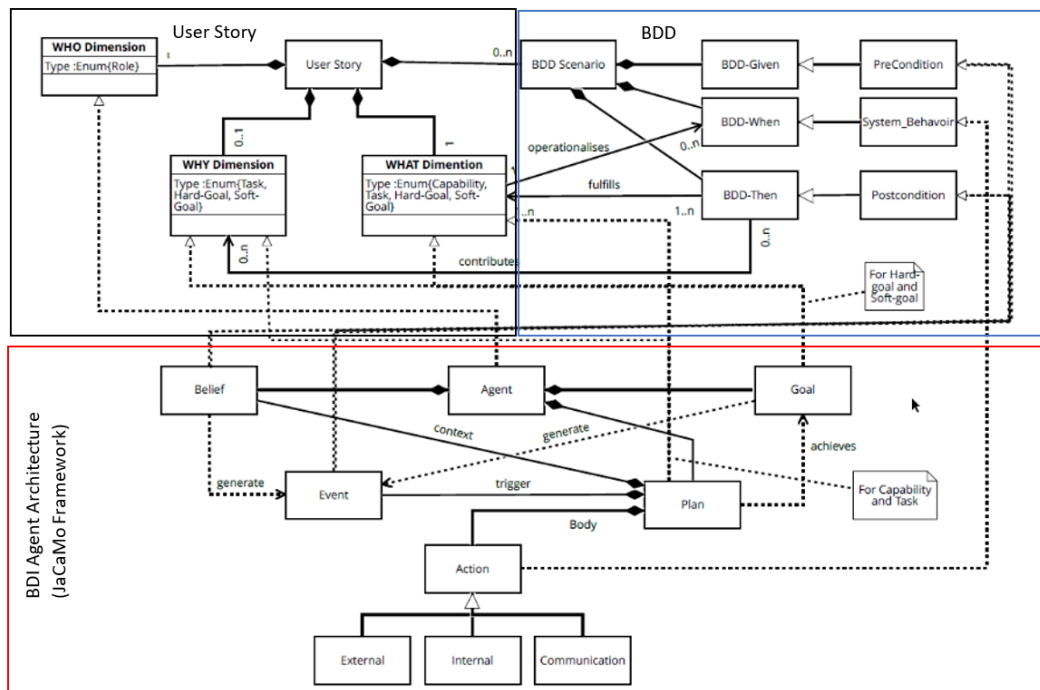 User Story
BDD
WHO Dimension
Type :Enum{Role}
1
User Story
0..n
BDD Scenario
BDD-Given
PreCondition
BDD-When
System_Behavoir
0..n
operationalises
0..1
1
WHY Dimension
Type :Enum{Task,
Hard-Goal, Soft-
Goal}
WHAT Dimention
Type :Enum{Capability,
Task, Hard-Goal, Soft-
Goal}
fulfills
1..n
BDD-Then
Postcondition
..n
0..n
0..n
contributes
For Hard-
goal and
Soft-goal
BDI Agent Architecture
(JaCaMo Framework)
Belief
Agent
Goal
context
generate
achieves
generate
Event
trigger
Plan
For Capability
and Task
Body
Action
External
Internal
Communication